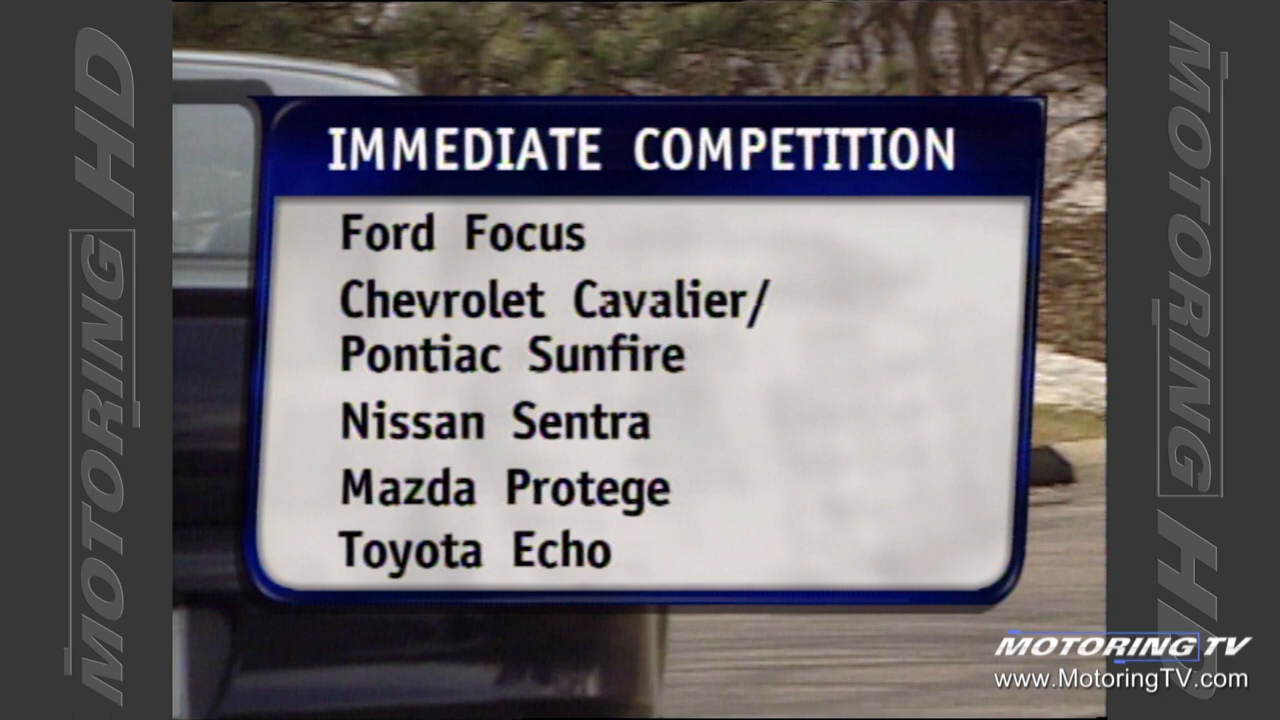 MOTORING HD
IMMEDIATE COMPETITION
Ford Focus
Chevrolet Cavalier/
Pontiac Sunfire
Nissan Sentra
Mazda Protege
Toyota Echo
MOTORING HD
MOTORING TV
www.MotoringTV.com